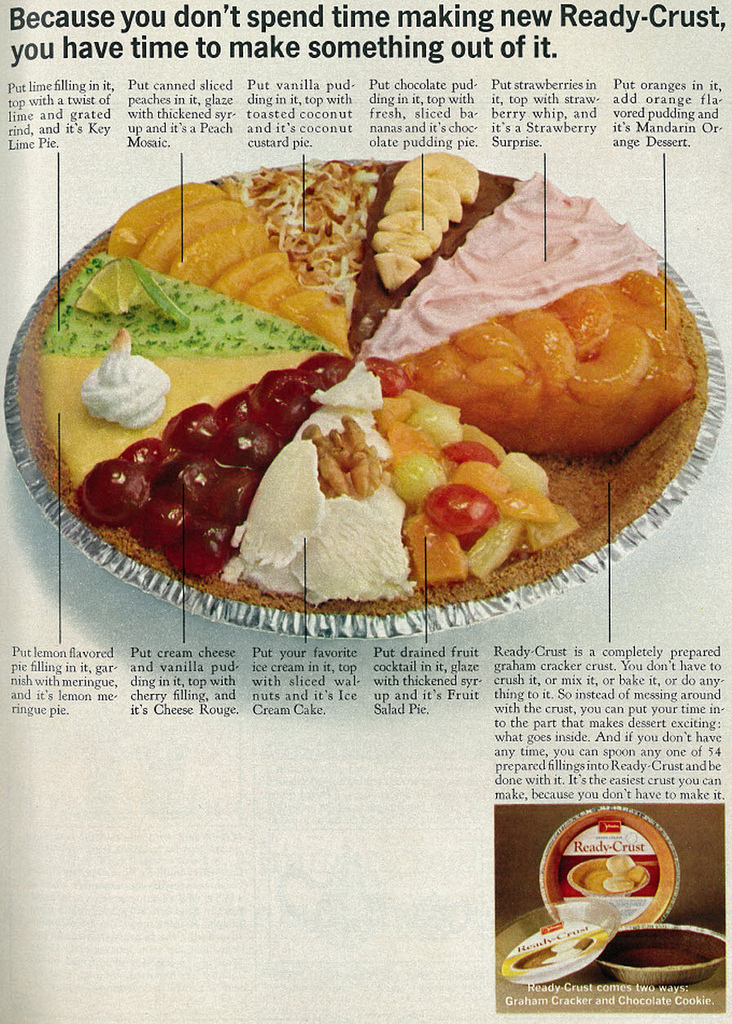 Because you don't spend time making new Ready-Crust,
you have time to make something out of it.
Put lime filling in it,
top with a twist of
lime and grated
rind, and it's Key
Lime Pie.
Put canned sliced
peaches in it, glaze
with thickened syr-
up and it's a Peach
Mosaic.
Put vanilla pud-
ding in it, top with
toasted coconut
and it's coconut
custard pie.
Put chocolate pud-
ding in it, top with
fresh, sliced ba-
nanas and it's choc-
olate pudding pie.
Put strawberries in
it, top with straw-
berry whip, and
it's a Strawberry
Surprise.
Put oranges in it,
add orange fla-
vored pudding and
it's Mandarin Or-
ange Dessert.
Put lemon flavored
pie filling in it, gar-
nish with meringue,
and it's lemon me-
ringue pie.
Put cream cheese
and vanilla pud-
ding in it, top with
cherry filling, and
it's Cheese Rouge.
Put your favorite
ice cream in it, top
with sliced wal-
nuts and it's Ice
Cream Cake.
Put drained fruit
cocktail in it, glaze
with thickened syr-
up and it's Fruit
Salad Pie.
Ready-Crust is a completely prepared
graham cracker crust. You don't have to
crush it, or mix it, or bake it, or do any-
thing to it. So instead of messing around
with the crust, you can put your time in-
to the part that makes dessert exciting:
what goes inside. And if you don't have
any time, you can spoon any one of 54
prepared fillings into Ready-Crust and be
done with it. It's the easiest crust you can
make, because you don't have to make it.
Ready-Crust
Ready-Crust
Ready-Crust comes two ways:
Graham Cracker and Chocolate Cookie.